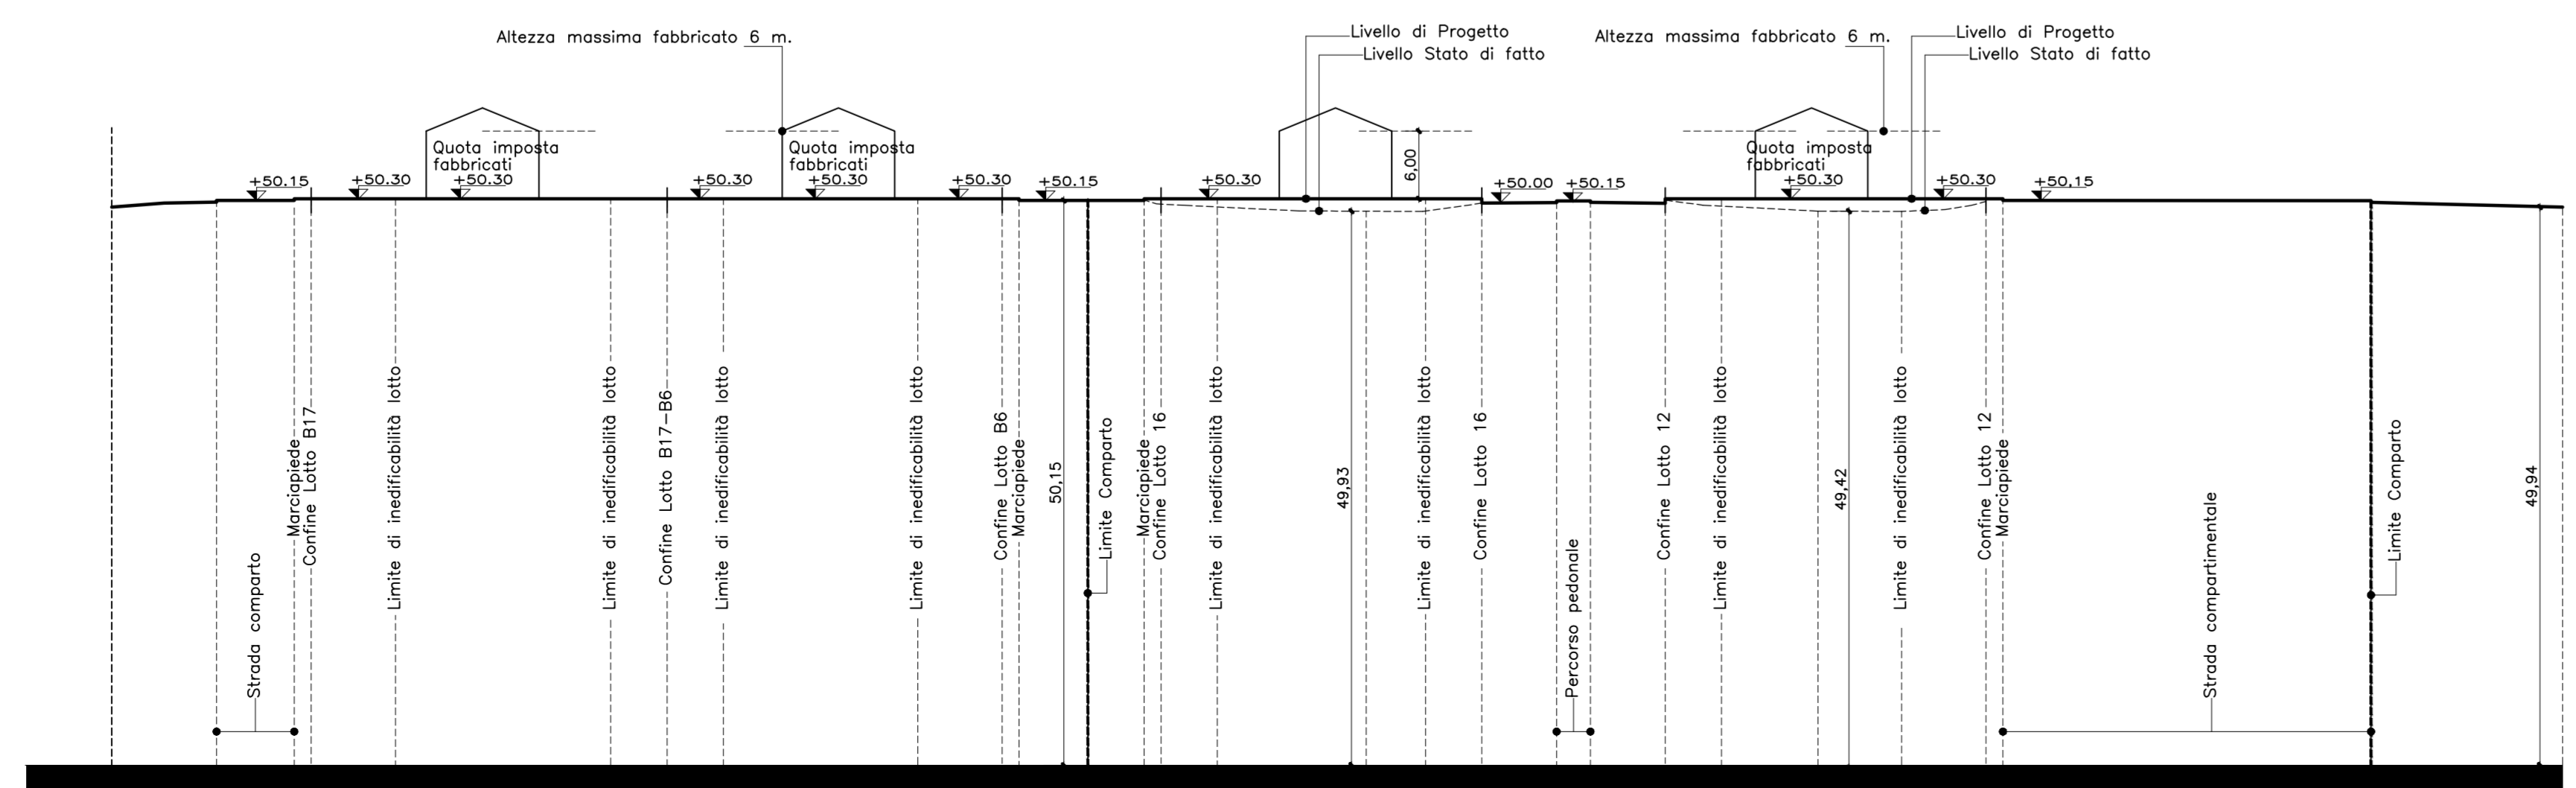 Altezza massima fabbricato 6 m.
Livello di Progetto
Livello Stato di fatto
Altezza massima fabbricato 6 m.
Livello di Progetto
Livello Stato di fatto
Quota imposta
fabbricati
Quota imposta
fabbricati
6,00
Quota imposta
fabbricati
+50.15
+50.30
+50.30
+50.30
+50.30
+50.30
+50.15
+50.30
+50.00
+50.15
+50.30
+50.30
+50,15
Strada comparto
Marciapiede
Confine Lotto B17
Limite di inedificabilità lotto
Limite di inedificabilità lotto
Confine Lotto B17-B6
Limite di inedificabilità lotto
Limite di inedificabilità lotto
Confine Lotto B6
Marciapiede
50,15
Limite Comparto
Marciapiede
Confine Lotto 16
Limite di inedificabilità lotto
49,93
Limite di inedificabilità lotto
Confine Lotto 16
Percorso pedonale
Confine Lotto 12
Limite di inedificabilità lotto
49,42
Limite di inedificabilità lotto
Confine Lotto 12
Marciapiede
Strada compartimentale
Limite Comparto
49,94